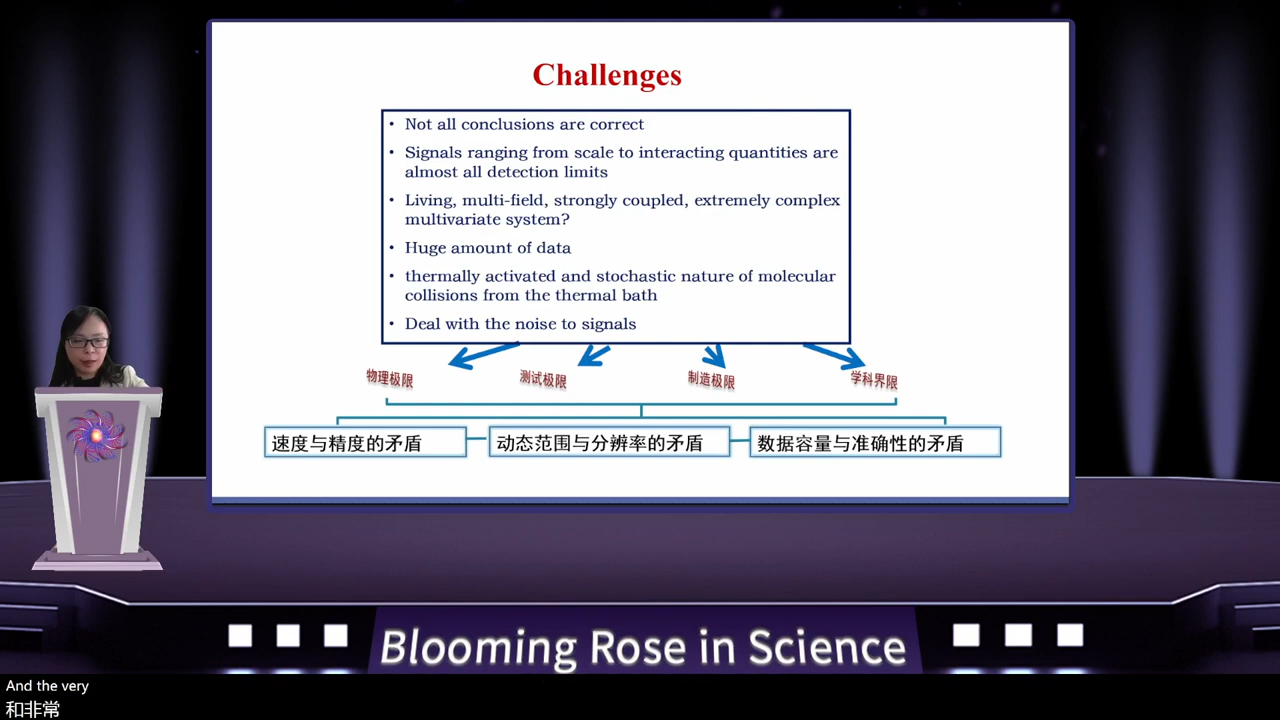 Challenges
• Not all conclusions are correct
• Signals ranging from scale to interacting quantities are
almost all detection limits
• Living, multi-field, strongly coupled, extremely complex
multivariate system?
• Huge amount of data
• thermally activated and stochastic nature of molecular
collisions from the thermal bath
• Deal with the noise to signals
物理极限
测试极限
制造极限
学科界限
速度与精度的矛盾
动态范围与分辨率的矛盾
数据容量与准确性的矛盾
Blooming Rose in Science
And the very
和非常